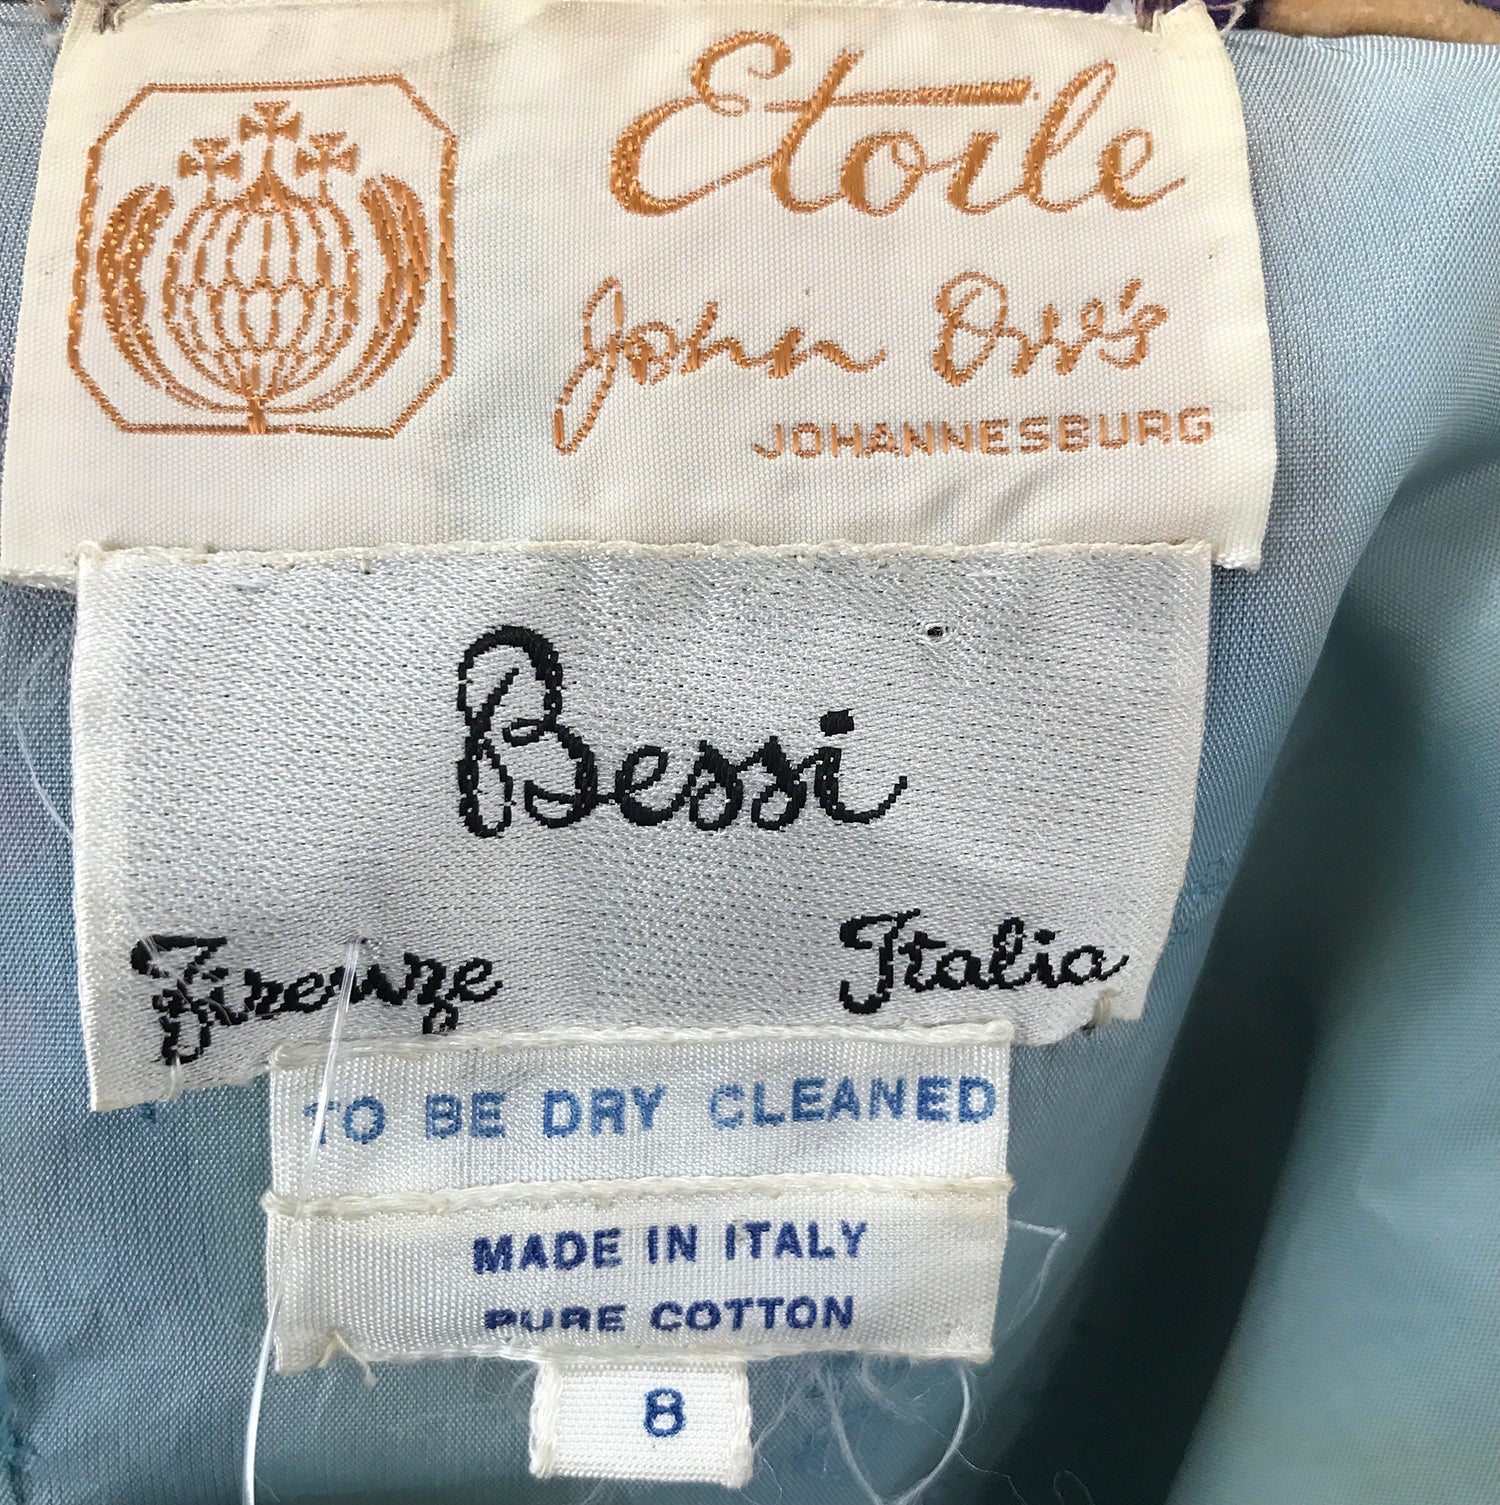 Etoile
John Orr's
JOHANNESBURG
Bessi
Firenze Italia
TO BE DRY CLEANED
MADE IN ITALY
PURE COTTON
8